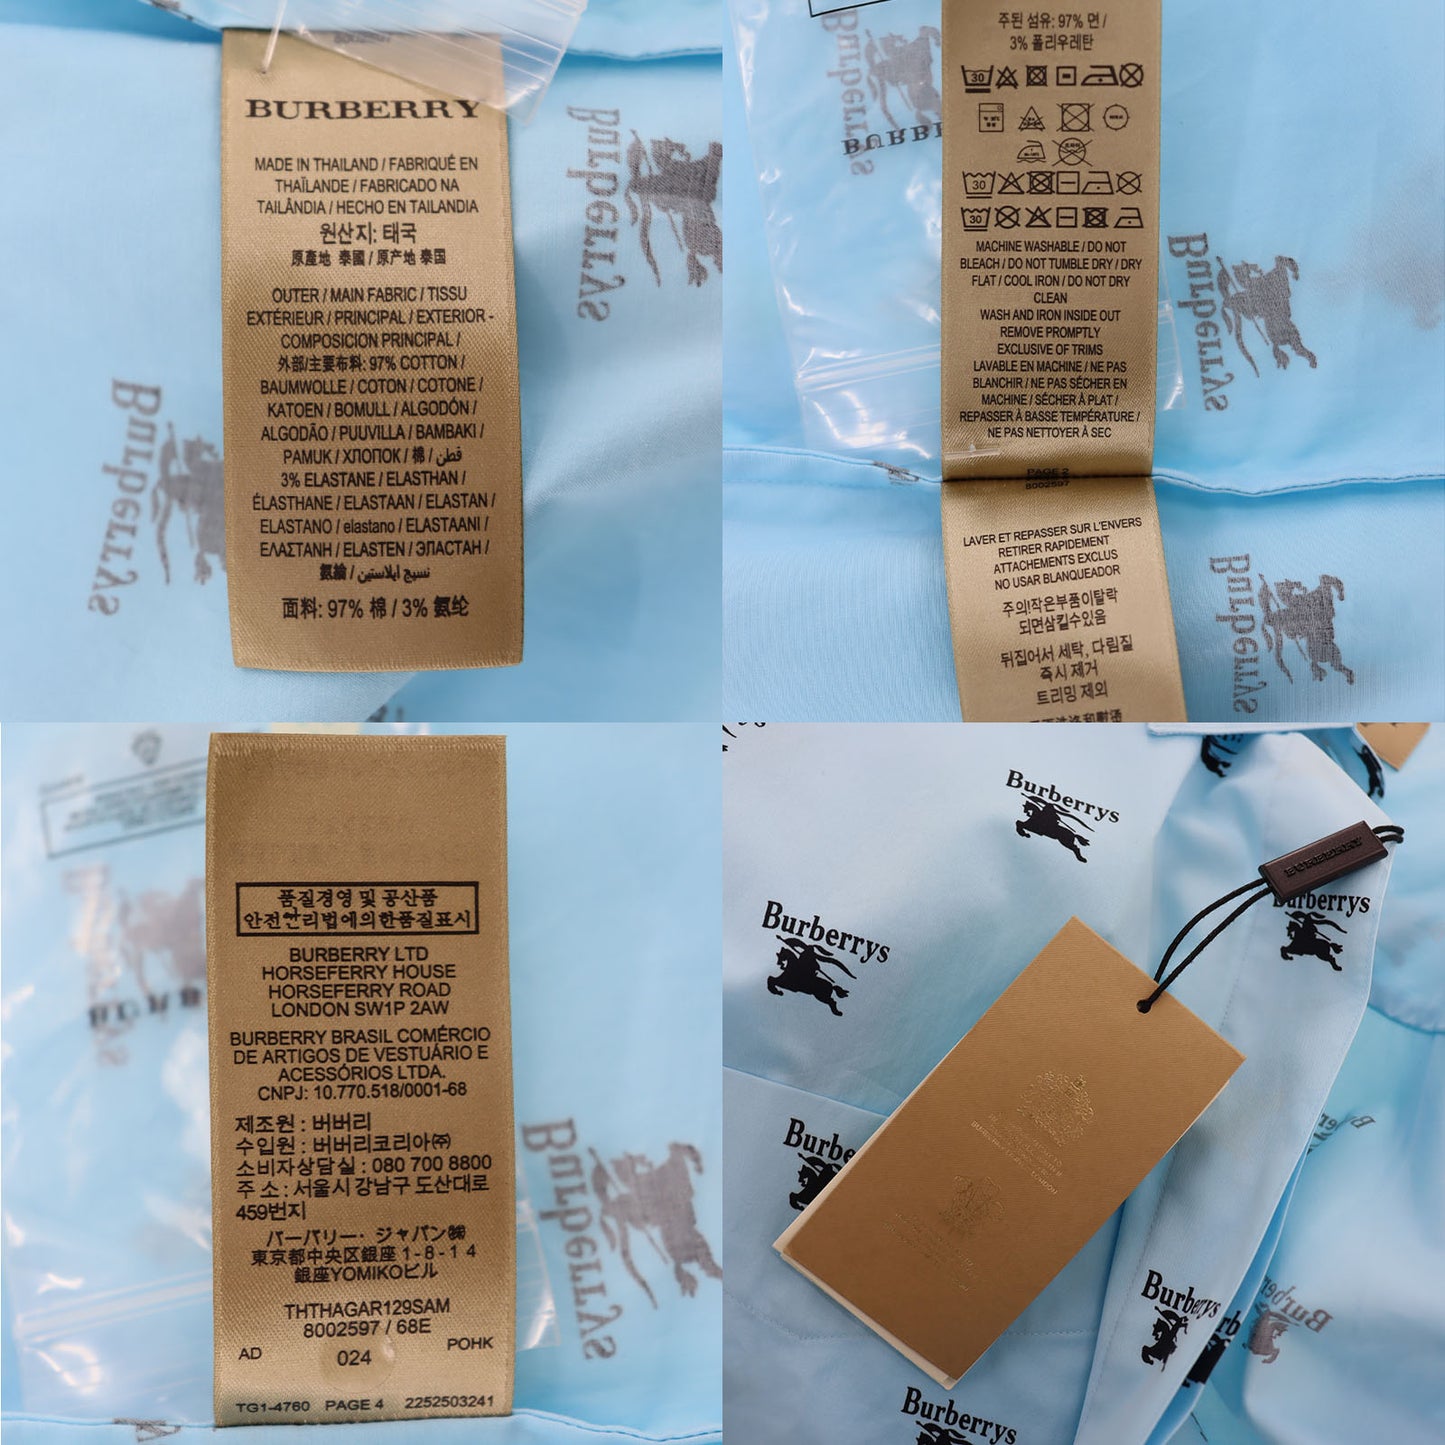 8002597
BURBERRY
MADE IN THAILAND / FABRIQUÉ EN
THAÏLANDE / FABRICADO NA
TAILÂNDIA / HECHO EN TAILANDIA
원산지: 태국
原產地 泰國 / 原产地 泰国
OUTER / MAIN FABRIC / TISSU
EXTÉRIEUR / PRINCIPAL / EXTERIOR -
COMPOSICION PRINCIPAL /
外部/主要布料: 97% COTTON /
BAUMWOLLE / COTON / COTONE /
KATOEN / BOMULL / ALGODÓN /
ALGODÃO / PUUVILLA / BAMBAKI /
PAMUK / ХЛОПОК / 棉 / قطن
3% ELASTANE / ELASTHAN /
ÉLASTHANE / ELASTAAN / ELASTAN /
ELASTANO / elastano / ELASTAANI /
ΕΛΑΣΤΑΝΗ / ELASTEN / ЭЛАСТАН /
氨綸 / نسيج ايلاستين
面料: 97% 棉 / 3% 氨纶
Burberrys
Burberrys
주된 섬유: 97% 면 /
3% 폴리우레탄
30
30
30
MACHINE WASHABLE / DO NOT
BLEACH / DO NOT TUMBLE DRY / DRY
FLAT / COOL IRON / DO NOT DRY
CLEAN
WASH AND IRON INSIDE OUT
REMOVE PROMPTLY
EXCLUSIVE OF TRIMS
LAVABLE EN MACHINE / NE PAS
BLANCHIR / NE PAS SÉCHER EN
MACHINE / SÉCHER À PLAT /
REPASSER À BASSE TEMPÉRATURE /
NE PAS NETTOYER À SEC
PAGE 2
8002597
LAVER ET REPASSER SUR L'ENVERS
RETIRER RAPIDEMENT
ATTACHEMENTS EXCLUS
NO USAR BLANQUEADOR
주의!작은부품이탈락
되면삼킬수있음
뒤집어서 세탁, 다림질
즉시 제거
트리밍 제외
Burberrys
Burberrys
Burberrys
품질경영 및 공산품
안전관리법에의한품질표시
BURBERRY LTD
HORSEFERRY HOUSE
HORSEFERRY ROAD
LONDON SW1P 2AW
BURBERRY BRASIL COMÉRCIO
DE ARTIGOS DE VESTUÁRIO E
ACESSÓRIOS LTDA.
CNPJ: 10.770.518/0001-68
제조원 : 버버리
수입원 : 버버리코리아㈜
소비자상담실 : 080 700 8800
주 소 : 서울시 강남구 도산대로
459번지
バーバリー・ジャパン㈱
東京都中央区銀座1-8-14
銀座YOMIKOビル
THTHAGAR129SAM
8002597 / 68E
AD 024 POHK
TG1-4760 PAGE 4 2252503241
Burberrys
Burberrys
BURBERRY
Burberrys
Burberrys
Burberrys
Burberrys
Burberrys